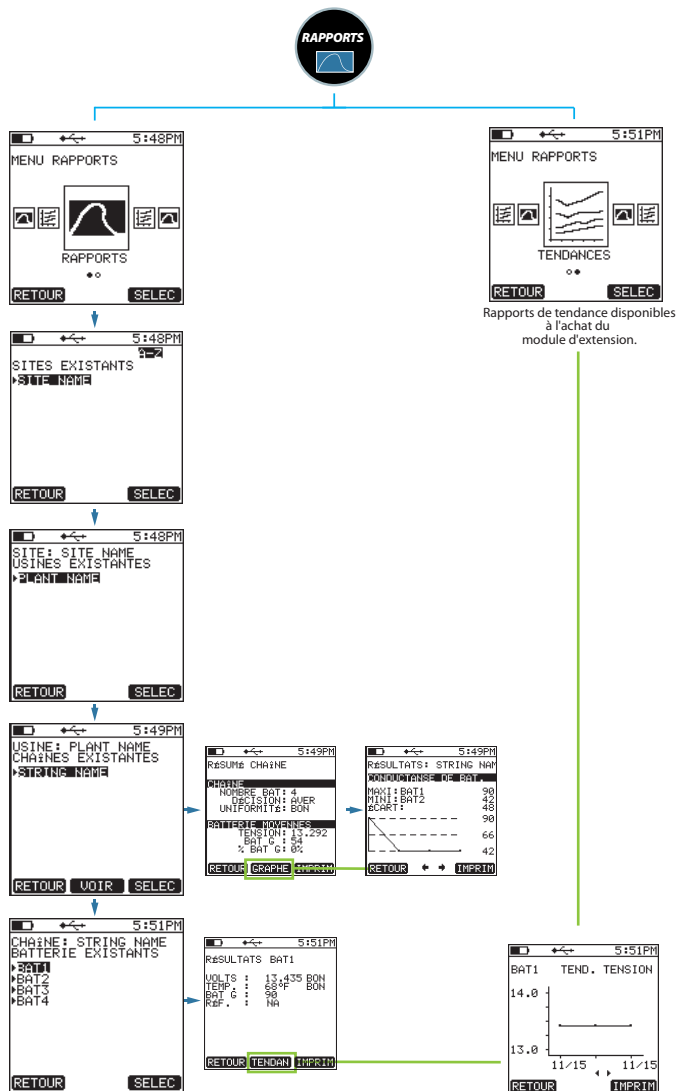 RAPPORTS
5:48PM
MENU RAPPORTS
RAPPORTS
RETOUR SELEC
5:51PM
MENU RAPPORTS
TENDANCES
RETOUR SELEC
Rapports de tendance disponibles
à l'achat du
module d'extension.
5:48PM
A-Z
SITES EXISTANTS
SITE NAME
RETOUR SELEC
5:48PM
SITE: SITE NAME
USINES EXISTANTES
PLANT NAME
RETOUR SELEC
5:49PM
USINE: PLANT NAME
CHAÎNES EXISTANTES
STRING NAME
RETOUR VOIR SELEC
5:49PM
RÉSUMÉ CHAÎNE
CHAÎNE
NOMBRE BAT: 4
DÉCISION: AVER
UNIFORMITÉ: BON
BATTERIE MOYENNES
TENSION: 13.292
BAT G : 54
% BAT G: 0%
RETOUR GRAPHE IMPRIM
5:49PM
RÉSULTATS: STRING NAM
CONDUCTANSE DE BAT.
MAXI: BAT1 90
MINI: BAT2 42
ÉCART: 48
90
66
42
RETOUR IMPRIM
5:51PM
CHAÎNE: STRING NAME
BATTERIE EXISTANTS
BAT1
BAT2
BAT3
BAT4
RETOUR SELEC
5:51PM
RÉSULTATS BAT1
VOLTS : 13.435 BON
TEMP. : 68°F BON
BAT G : 90
RÉF. : NA
RETOUR TENDAN IMPRIM
5:51PM
BAT1 TEND. TENSION
14.0
13.0
11/15 11/15
RETOUR IMPRIM